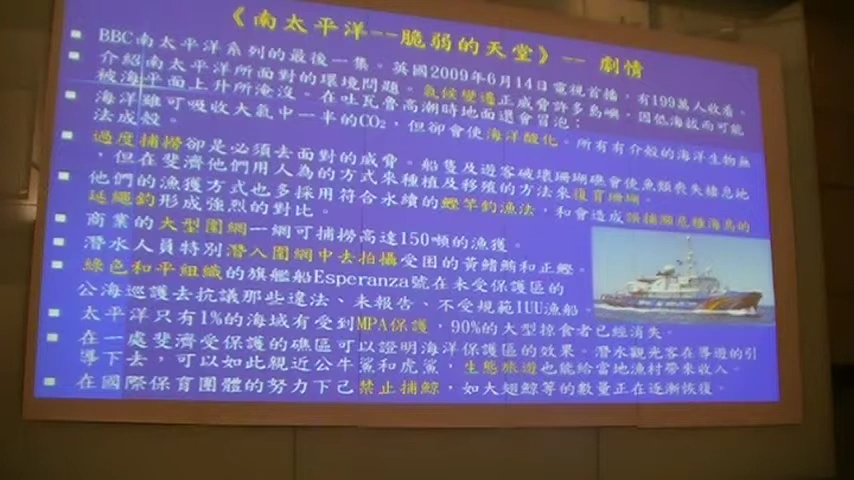 《南太平洋--脆弱的天堂》-- 劇情
BBC南太平洋系列的最後一集。英國2009年6月14日電視首播，有199萬人收看。
介紹南太平洋所面對的環境問題。氣候變遷正威脅許多島嶼，因低海拔而可能
被海平面上升所淹沒。在吐瓦魯高潮時地面還會冒泡；
海洋雖可吸收大氣中一半的CO₂，但卻會使海洋酸化。所有有介殼的海洋生物無
法成殼。
過度捕撈卻是必須去面對的威脅。船隻及遊客破壞珊瑚礁會使魚類喪失棲息地
，但在斐濟他們用人為的方式來種植及移殖的方法來復育珊瑚。
他們的漁獲方式也多採用符合永續的鰹竿釣漁法，和會造成誤捕瀕危離海鳥的
延繩釣形成強烈的對比。
商業的大型圍網一網可捕撈高達150噸的漁獲。
潛水人員特別潛入圍網中去拍攝受困的黃鰭鮪和正鰹。
綠色和平組織的旗艦船Esperanza號在未受保護區的
公海巡護去抗議那些違法、未報告、不受規範IUU漁船。
太平洋只有1%的海域有受到MPA保護，90%的大型掠食者已經消失。
在一處斐濟受保護的礁區可以證明海洋保護區的效果。潛水觀光客在導遊的引
導下去，可以如此親近公牛鯊和虎鯊，生態旅遊也能給當地漁村帶來收入。
在國際保育團體的努力下已禁止捕鯨，如大翅鯨等的數量正在逐漸恢復。